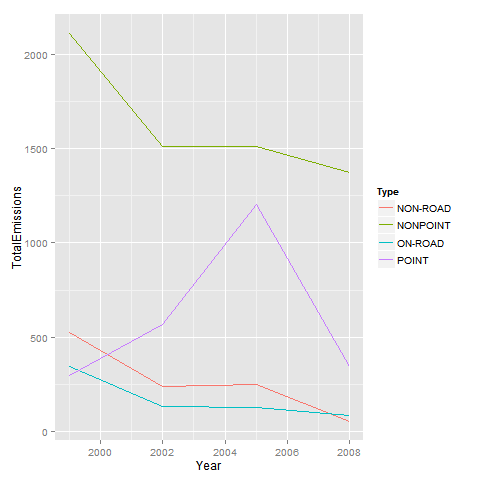 2000
1500
1000
500
0
TotalEmissions
2000
2002
2004
2006
2008
Year
Type
NON-ROAD
NONPOINT
ON-ROAD
POINT